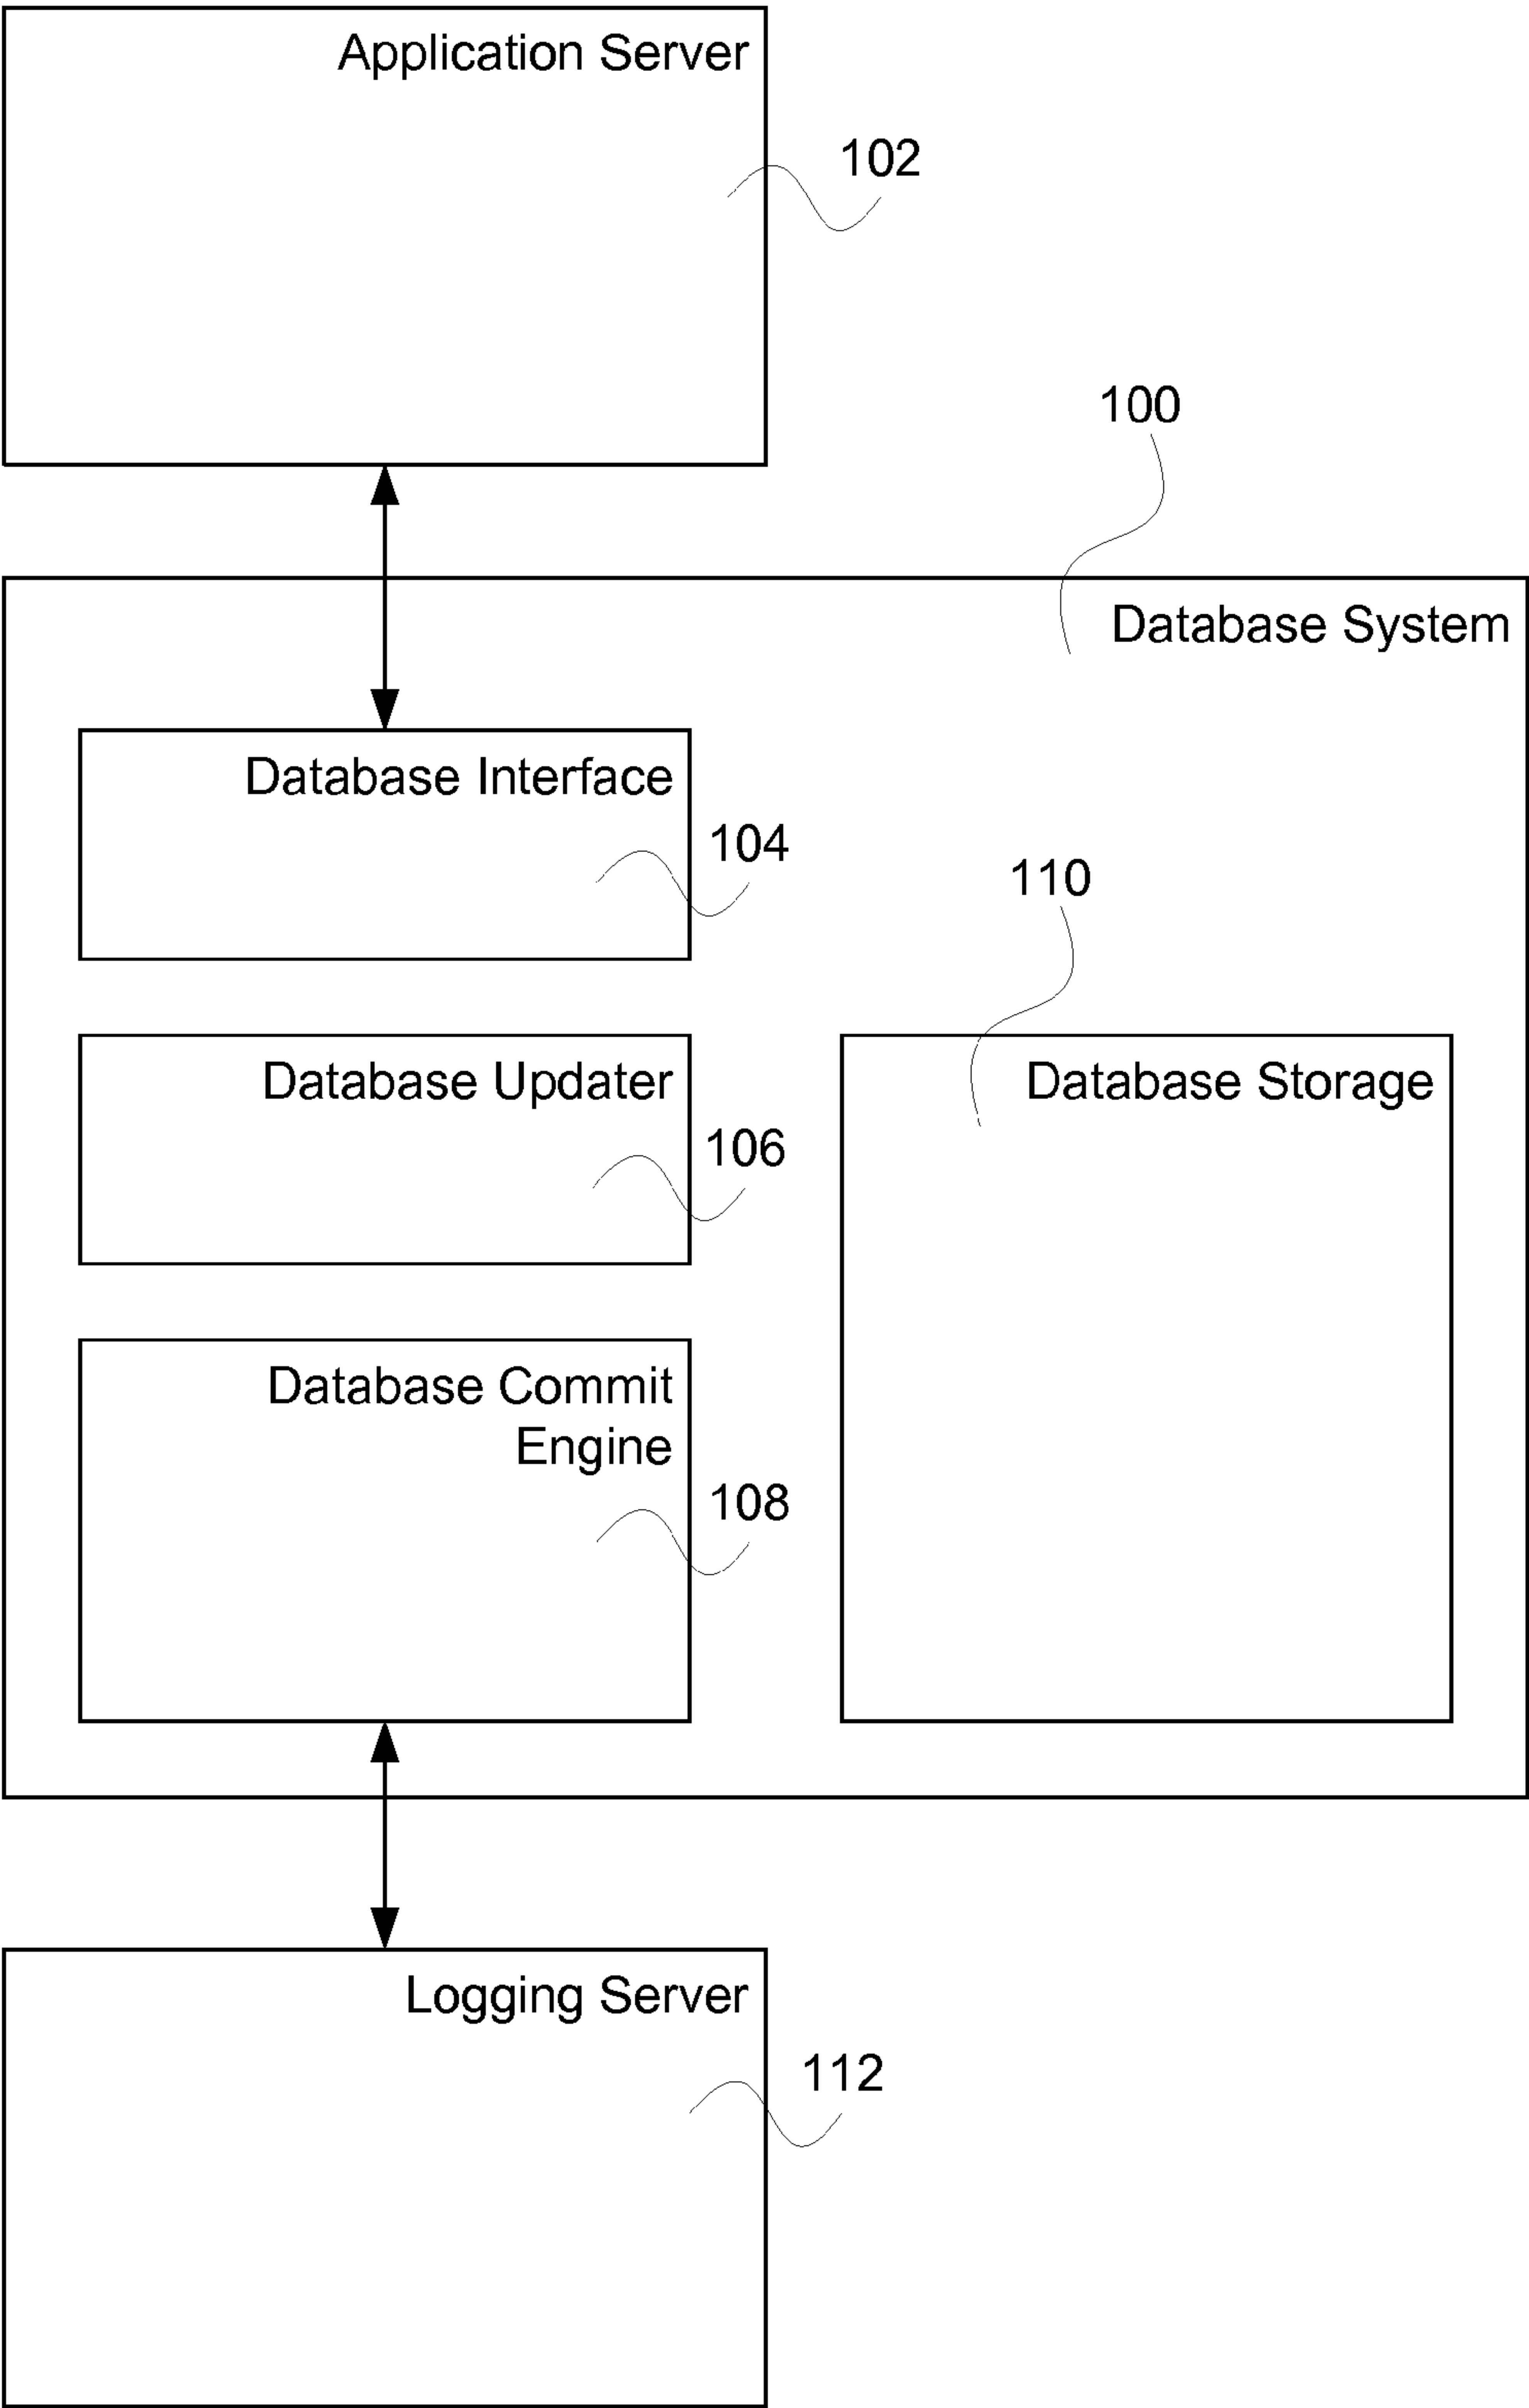 Application Server
102
100
Database System
Database Interface
104
110
Database Updater
Database Storage
106
Database Commit
Engine
108
Logging Server
112